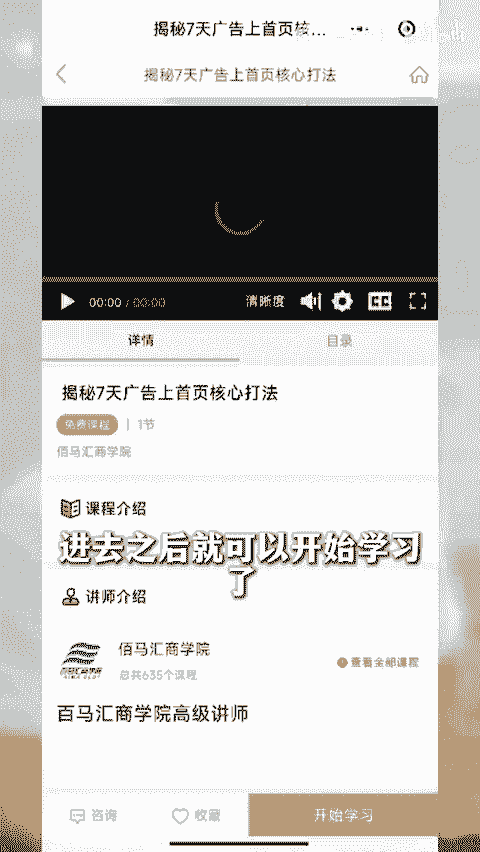 揭秘7天广告上首页核...
揭秘7天广告上首页核心打法
00:00 / 00:00
清晰度
CC
详情
目录
揭秘7天广告上首页核心打法
免费课程
1节
佰马汇商学院
课程介绍
进去之后就可以开始学习
了
讲师介绍
佰马汇商学院
查看全部课程
总共635个课程
百马汇商学院高级讲师
咨询
收藏
开始学习